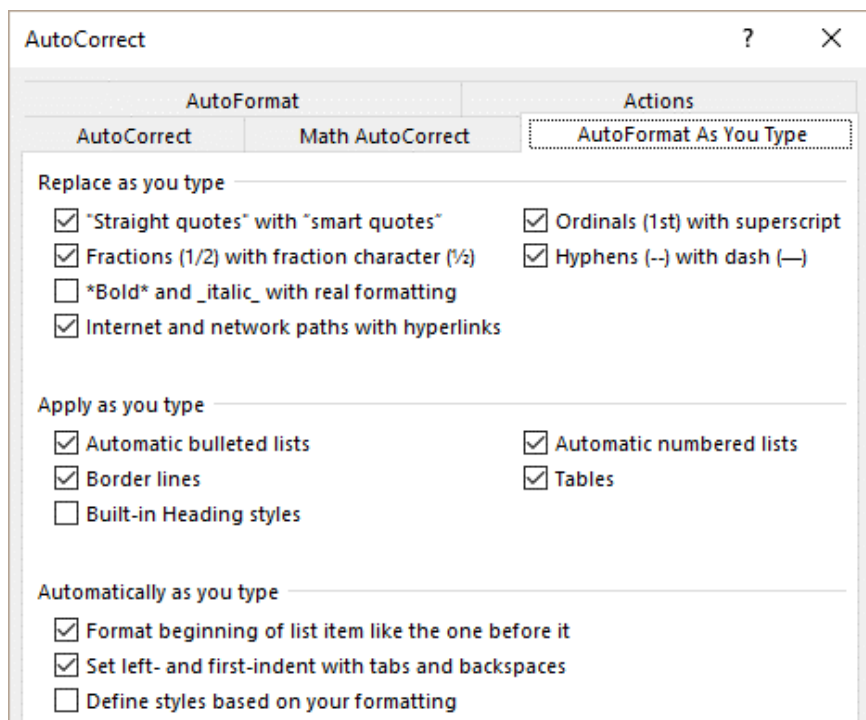 AutoCorrect ? ×
AutoFormat Actions
AutoCorrect Math AutoCorrect AutoFormat As You Type
Replace as you type
"Straight quotes" with “smart quotes” Ordinals (1st) with superscript
Fractions (1/2) with fraction character (½) Hyphens (--) with dash (—)
*Bold* and _italic_ with real formatting
Internet and network paths with hyperlinks
Apply as you type
Automatic bulleted lists Automatic numbered lists
Border lines Tables
Built-in Heading styles
Automatically as you type
Format beginning of list item like the one before it
Set left- and first-indent with tabs and backspaces
Define styles based on your formatting